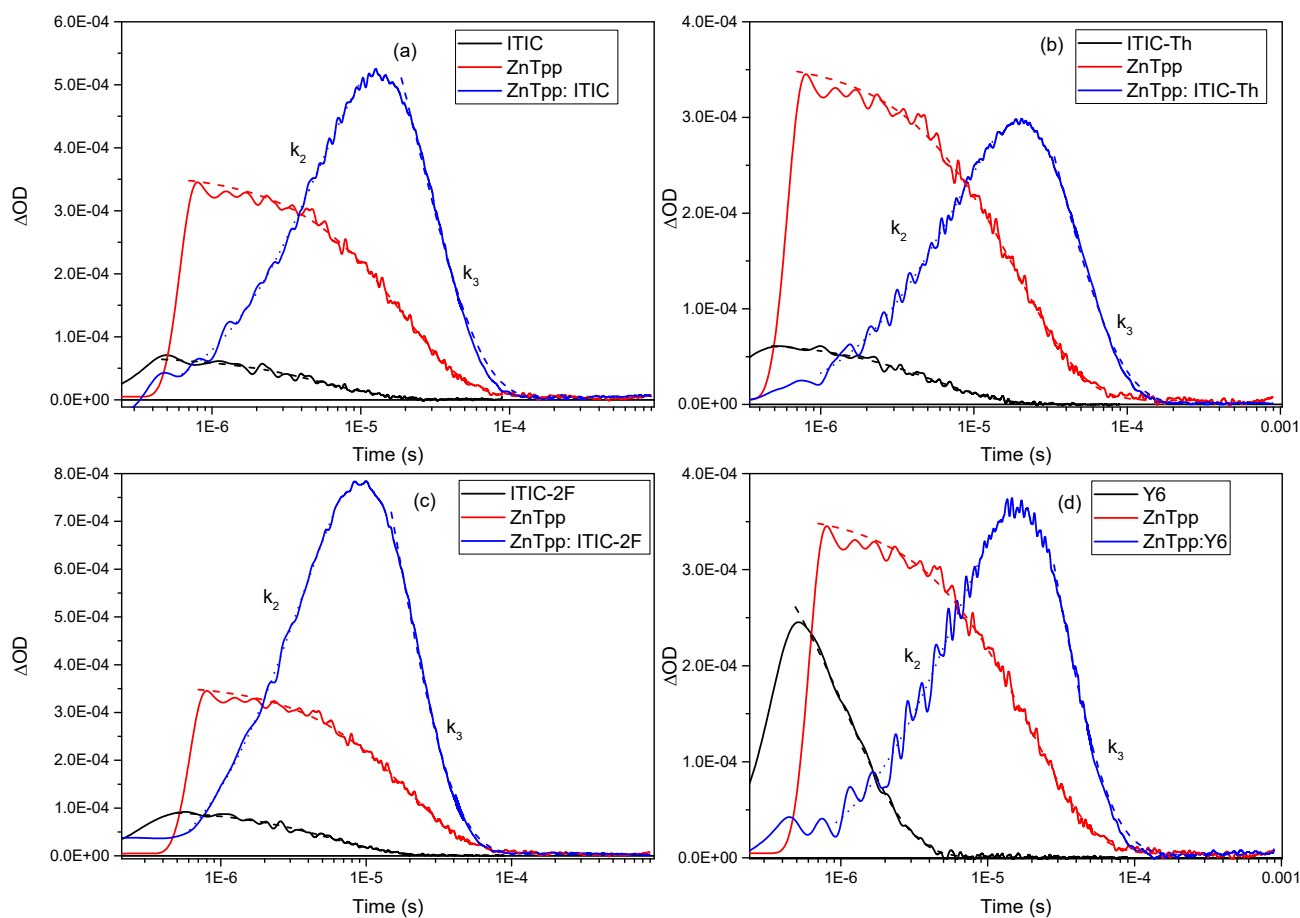 (a)
ITIC
ZnTpp
ZnTpp: ITIC
k2
k3
ΔOD
6.0E-04
5.0E-04
4.0E-04
3.0E-04
2.0E-04
1.0E-04
0.0E+00
1E-6 1E-5 1E-4
Time (s)
(b)
ITIC-Th
ZnTpp
ZnTpp: ITIC-Th
k2
k3
ΔOD
4.0E-04
3.0E-04
2.0E-04
1.0E-04
0.0E+00
1E-6 1E-5 1E-4 0.001
Time (s)
(c)
ITIC-2F
ZnTpp
ZnTpp: ITIC-2F
k2
k3
ΔOD
8.0E-04
7.0E-04
6.0E-04
5.0E-04
4.0E-04
3.0E-04
2.0E-04
1.0E-04
0.0E+00
1E-6 1E-5 1E-4
Time (s)
(d)
Y6
ZnTpp
ZnTpp:Y6
k2
k3
ΔOD
4.0E-04
3.0E-04
2.0E-04
1.0E-04
0.0E+00
1E-6 1E-5 1E-4 0.001
Time (s)